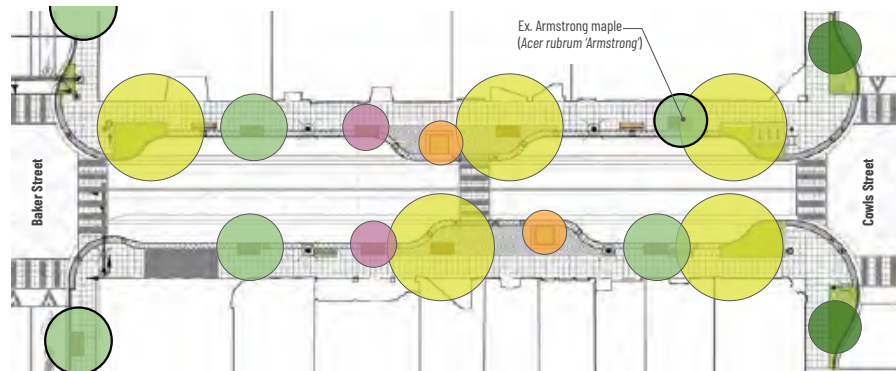 Ex. Armstrong maple
(Acer rubrum 'Armstrong')
Baker Street
Cowls Street